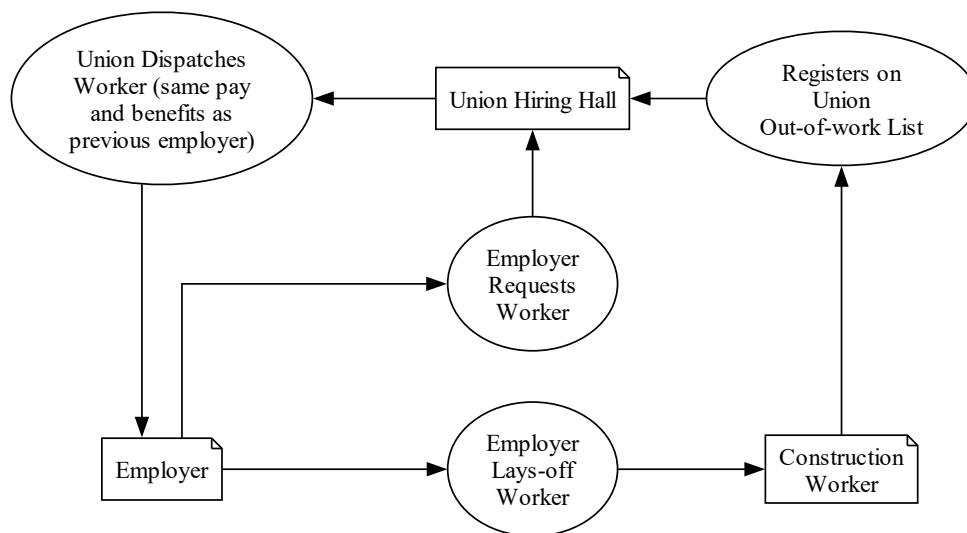 Union Dispatches
Worker (same pay
and benefits as
previous employer)
Union Hiring Hall
Registers on
Union
Out-of-work List
Employer
Requests
Worker
Employer
Employer
Lays-off
Worker
Construction
Worker